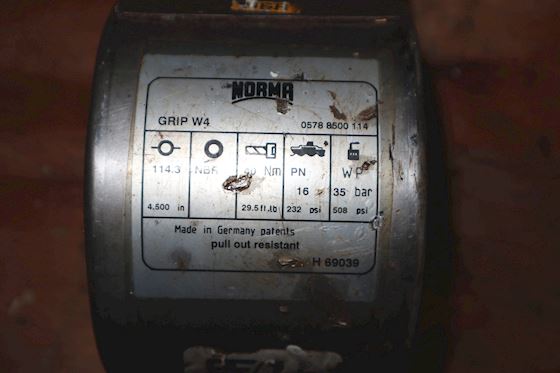 NORMA
GRIP W4 0578 8500 114
114.3 NBR Nm PN WP
16 35 bar
4.500 in 29.5 ft.lb 232 psi 508 psi
Made in Germany patents
pull out resistant
H 69039